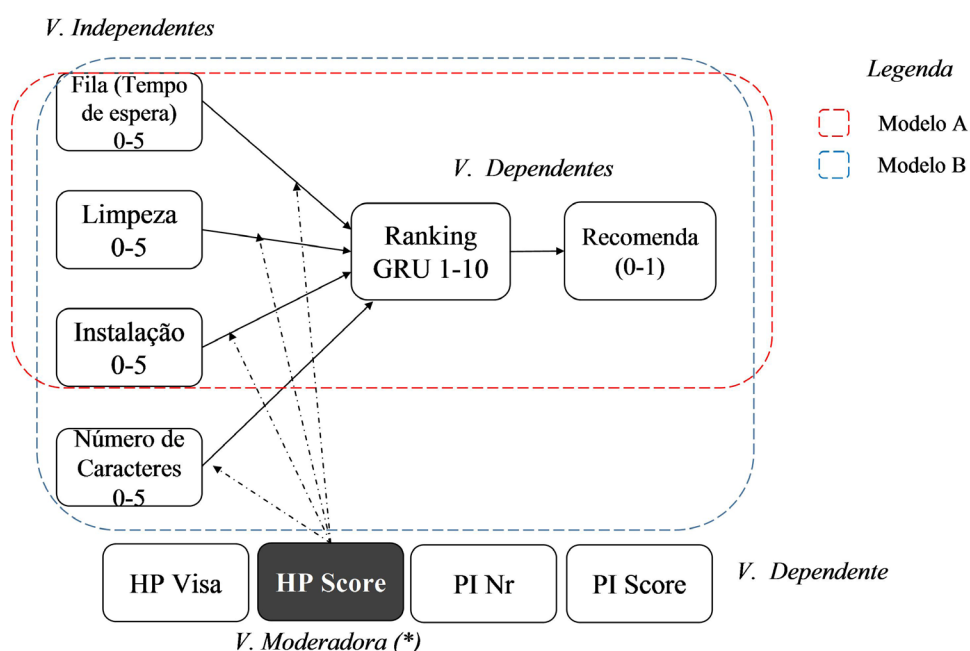 V. Independentes
Legenda
Modelo A
Modelo B
Fila (Tempo
de espera)
0-5
Limpeza
0-5
Instalação
0-5
Número de
Caracteres
0-5
V. Dependentes
Ranking
GRU 1-10
Recomenda
(0-1)
HP Visa
HP Score
PI Nr
PI Score
V. Dependente
V. Moderadora (*)